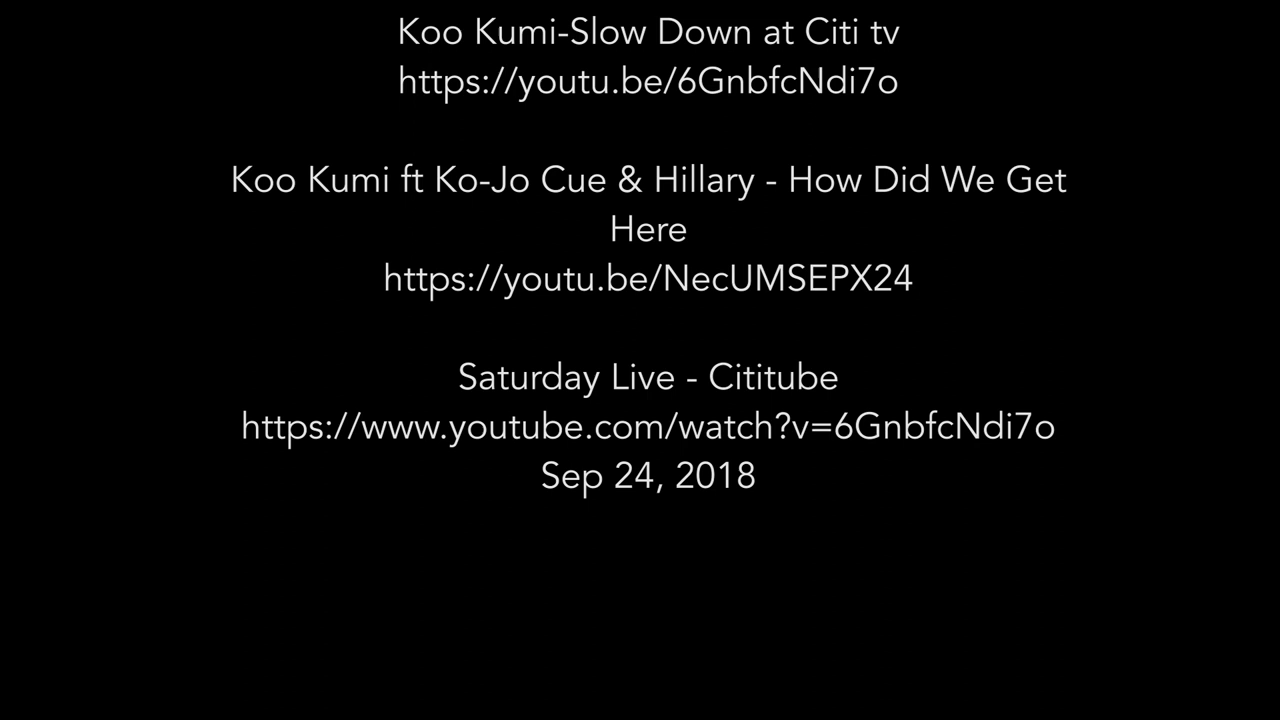 Koo Kumi-Slow Down at Citi tv
https://youtu.be/6GnbfcNdi7o
Koo Kumi ft Ko-Jo Cue & Hillary - How Did We Get
Here
https://youtu.be/NecUMSEPX24
Saturday Live - Cititube
https://www.youtube.com/watch?v=6GnbfcNdi7o
Sep 24, 2018